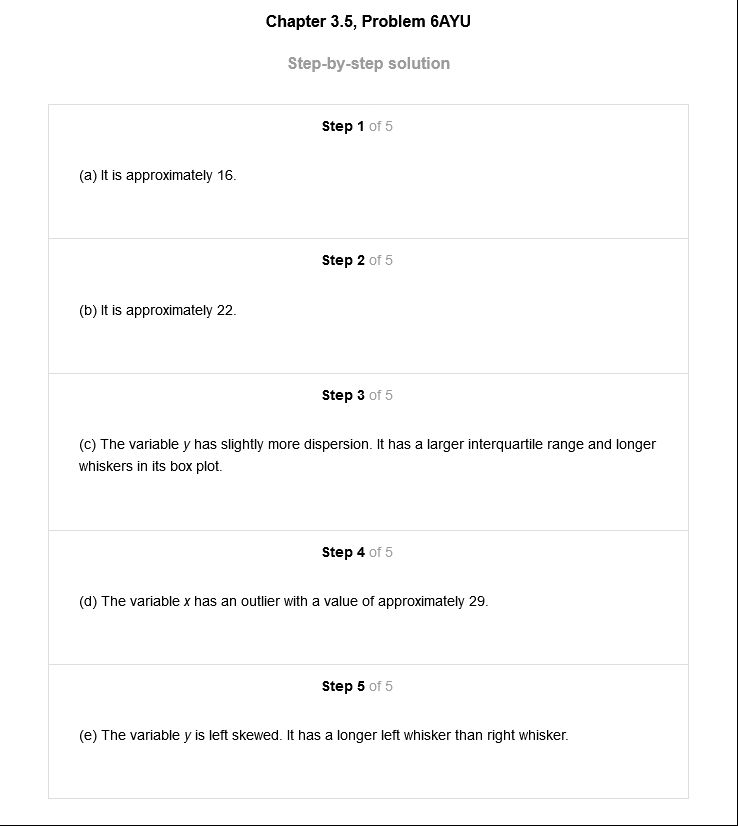 Chapter 3.5, Problem 6AYU
Step-by-step solution
Step 1 of 5
(a) It is approximately 16.
Step 2 of 5
(b) It is approximately 22.
Step 3 of 5
(c) The variable y has slightly more dispersion. It has a larger interquartile range and longer
whiskers in its box plot.
Step 4 of 5
(d) The variable x has an outlier with a value of approximately 29.
Step 5 of 5
(e) The variable y is left skewed. It has a longer left whisker than right whisker.